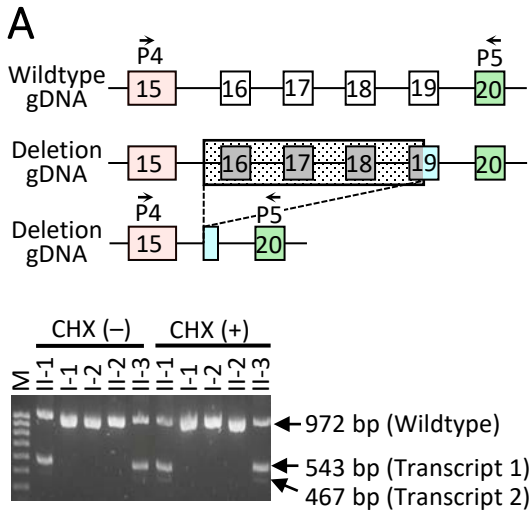 A
P4 P5
Wildtype gDNA 15 16 17 18 19 20
Deletion gDNA 15 16 17 18 19 20
P4 P5
Deletion gDNA 15 20
CHX (–) CHX (+)
M II-1 I-1 I-2 II-2 II-3 II-1 I-1 I-2 II-2 II-3
972 bp (Wildtype)
543 bp (Transcript 1)
467 bp (Transcript 2)